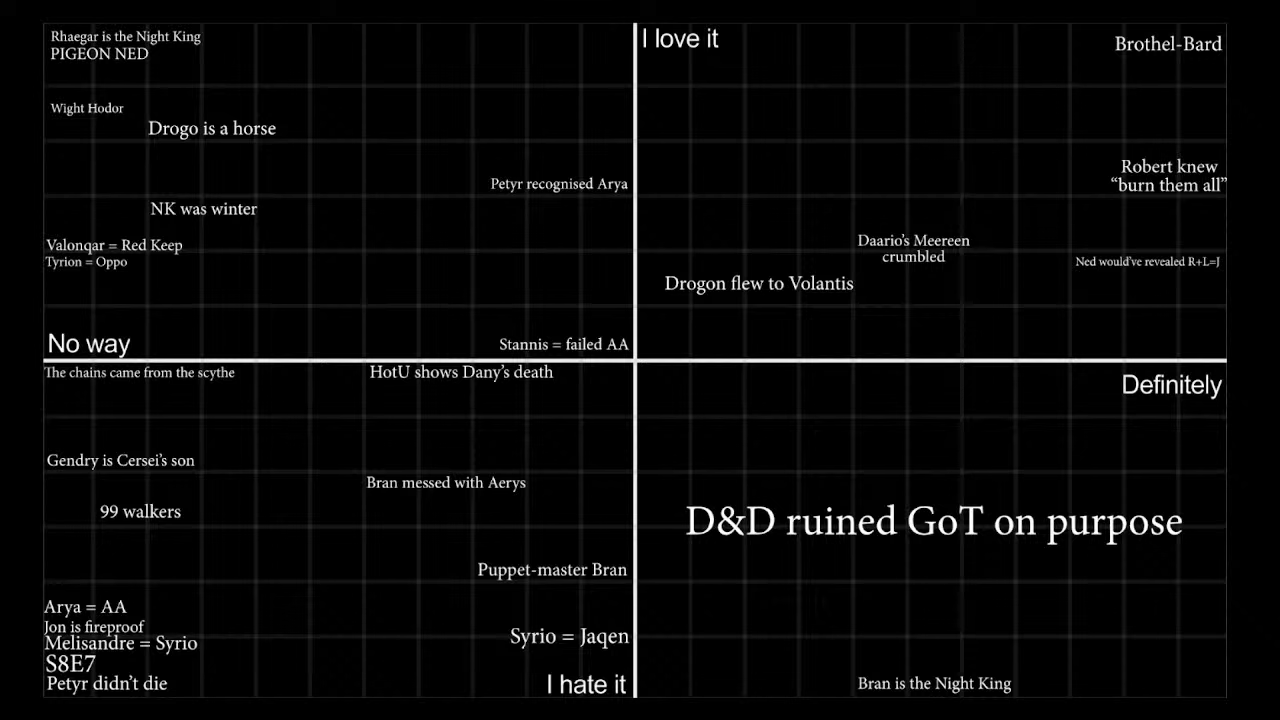 Rhaegar is the Night King
PIGEON NED
Wight Hodor
Drogo is a horse
Petyr recognised Arya
NK was winter
Valonqar = Red Keep
Tyrion = Oppo
No way
Stannis = failed AA
I love it
Brothel-Bard
Robert knew
“burn them all”
Daario’s Meereen
crumbled
Ned would’ve revealed R+L=J
Drogon flew to Volantis
The chains came from the scythe
HotU shows Dany’s death
Gendry is Cersei’s son
Bran messed with Aerys
99 walkers
Puppet-master Bran
Arya = AA
Jon is fireproof
Melisandre = Syrio
S8E7
Petyr didn’t die
Syrio = Jaqen
I hate it
Definitely
D&D ruined GoT on purpose
Bran is the Night King